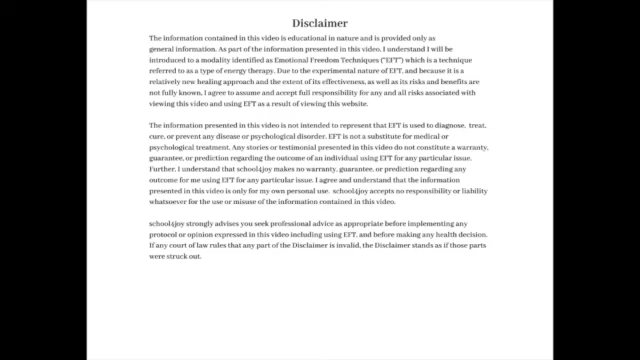 Disclaimer
The information contained in this video is educational in nature and is provided only as
general information. As part of the information presented in this video, I understand I will be
introduced to a modality identified as Emotional Freedom Techniques ("EFT") which is a technique
referred to as a type of energy therapy. Due to the experimental nature of EFT, and because it is a
relatively new healing approach and the extent of its effectiveness, as well as its risks and benefits are
not fully known, I agree to assume and accept full responsibility for any and all risks associated with
viewing this video and using EFT as a result of viewing this website.
The information presented in this video is not intended to represent that EFT is used to diagnose, treat,
cure, or prevent any disease or psychological disorder. EFT is not a substitute for medical or
psychological treatment. Any stories or testimonial presented in this video do not constitute a warranty,
guarantee, or prediction regarding the outcome of an individual using EFT for any particular issue.
Further, I understand that school4joy makes no warranty, guarantee, or prediction regarding any
outcome for me using EFT for any particular issue. I agree and understand that the information
presented in this video is only for my own personal use. school4joy accepts no responsibility or liability
whatsoever for the use or misuse of the information contained in this video.
school4joy strongly advises you seek professional advice as appropriate before implementing any
protocol or opinion expressed in this video including using EFT, and before making any health decision.
If any court of law rules that any part of the Disclaimer is invalid, the Disclaimer stands as if those parts
were struck out.